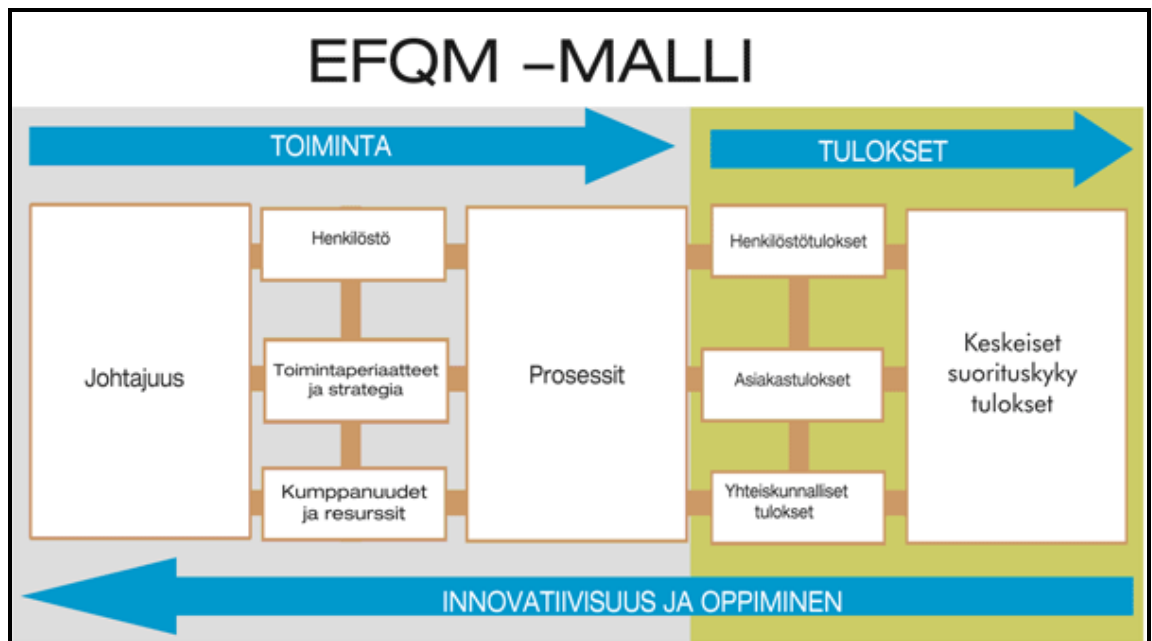 EFQM –MALLI
TOIMINTA
TULOKSET
Johtajuus
Henkilöstö
Toimintaperiaatteet
ja strategia
Kumppanuudet
ja resurssit
Prosessit
Henkilöstötulokset
Asiakastulokset
Yhteiskunnalliset
tulokset
Keskeiset
suorituskyky
tulokset
INNOVATIIVISUUS JA OPPIMINEN